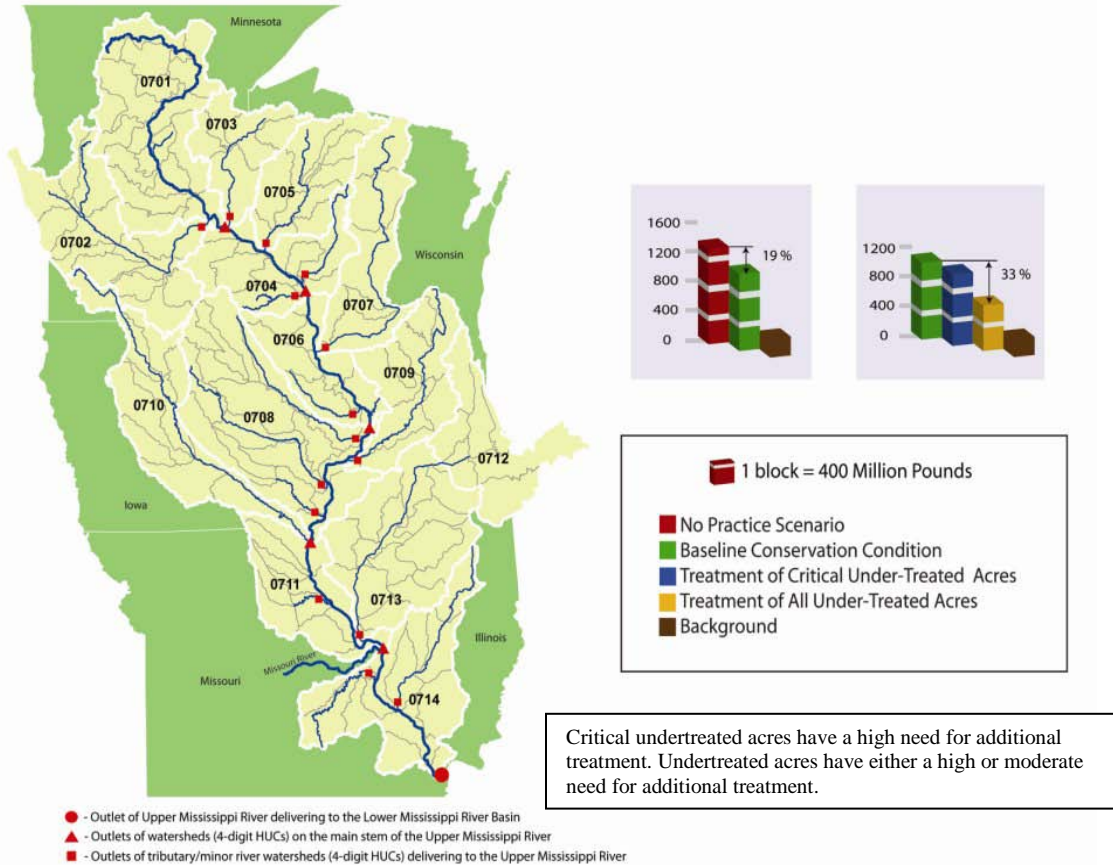 Minnesota
0701
0703
0705
0702
Wisconsin
0704
0707
0706
0709
0710
0708
0712
Iowa
0711
0713
Illinois
Missouri River
Missouri
0714
1600
1200
800
400
0
19 %
1200
800
400
0
33 %
1 block = 400 Million Pounds
No Practice Scenario
Baseline Conservation Condition
Treatment of Critical Under-Treated Acres
Treatment of All Under-Treated Acres
Background
Critical undertreated acres have a high need for additional
treatment. Undertreated acres have either a high or moderate
need for additional treatment.
- Outlet of Upper Mississippi River delivering to the Lower Mississippi River Basin
- Outlets of watersheds (4-digit HUCs) on the main stem of the Upper Mississippi River
- Outlets of tributary/minor river watersheds (4-digit HUCs) delivering to the Upper Mississippi River